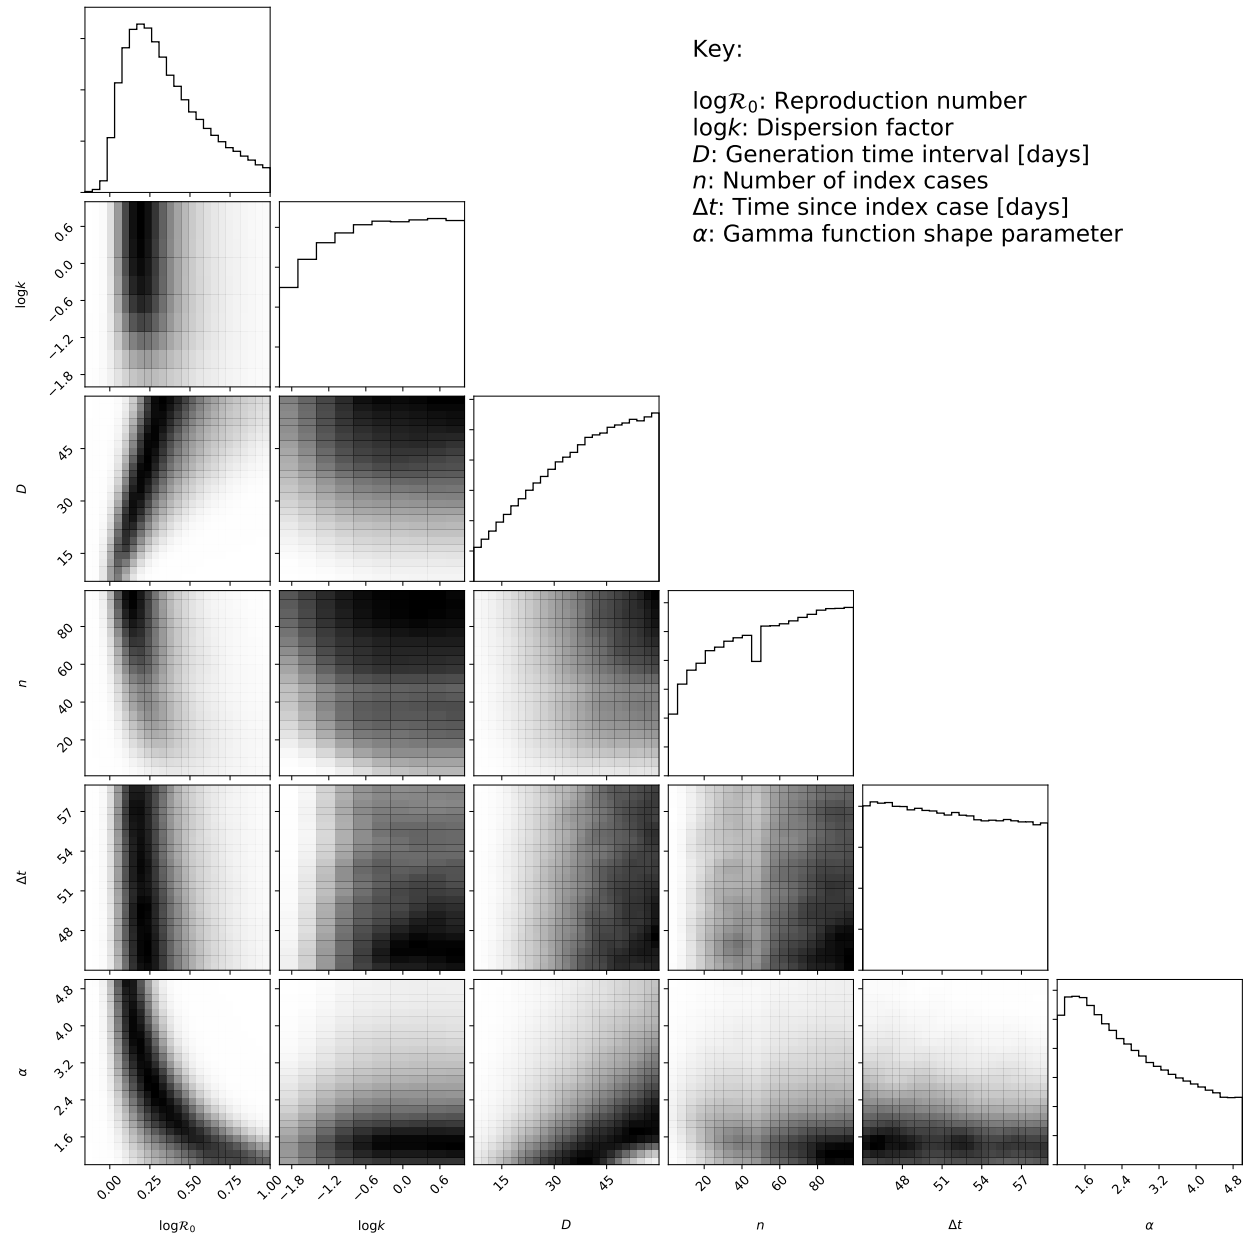 Key:
logℛ₀: Reproduction number
logk: Dispersion factor
D: Generation time interval [days]
n: Number of index cases
Δt: Time since index case [days]
α: Gamma function shape parameter
logk
0.6
0.0
−0.6
−1.2
−1.8
D
45
30
15
n
80
60
40
20
Δt
57
54
51
48
α
4.8
4.0
3.2
2.4
1.6
0.00 0.25 0.50 0.75 1.00
−1.8 −1.2 −0.6 0.0 0.6
15 30 45
20 40 60 80
48 51 54 57
1.6 2.4 3.2 4.0 4.8
logℛ₀ logk D n Δt α